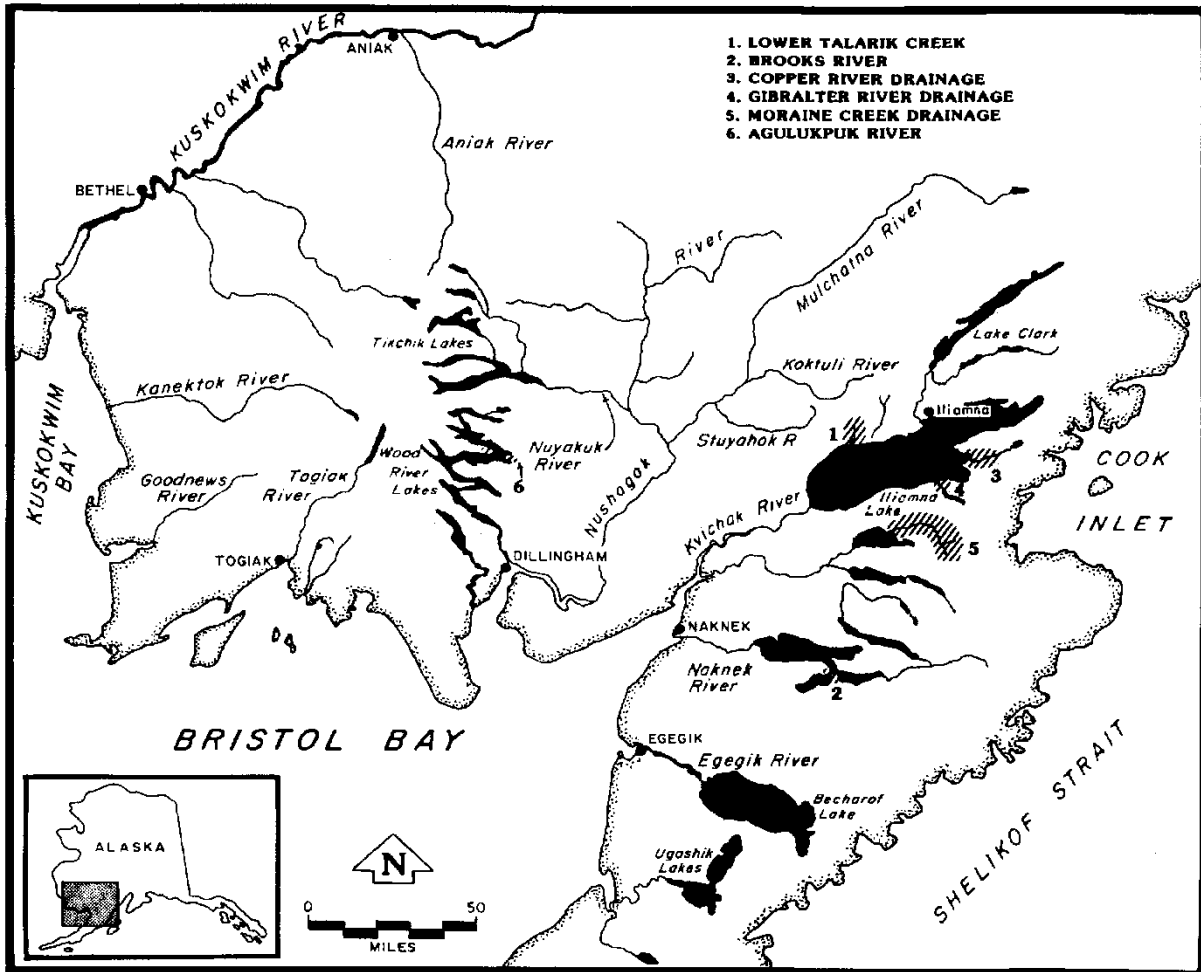 1. LOWER TALARIK CREEK
2. BROOKS RIVER
3. COPPER RIVER DRAINAGE
4. GIBRALTER RIVER DRAINAGE
5. MORAINE CREEK DRAINAGE
6. AGULUKPUK RIVER
KUSKOKWIM RIVER
ANIAK
Aniak River
BETHEL
River
Mulchatna River
Lake Clark
Tikchik Lakes
Koktuli River
Kanektok River
Iliamna
KUSKOKWIM
BAY
Stuyahok R
1
Nuyakuk
River
Wood
River
Lakes
6
Togiak
River
Goodnews
River
3
COOK
INLET
4
Iliamna
Lake
Nushagak
Kvichak River
5
TOGIAK
DILLINGHAM
NAKNEK
Naknek
River
2
BRISTOL BAY
EGEGIK
Egegik River
Becharof
Lake
Ugashik
Lakes
SHELIKOF STRAIT
ALASKA
N
0
50
MILES